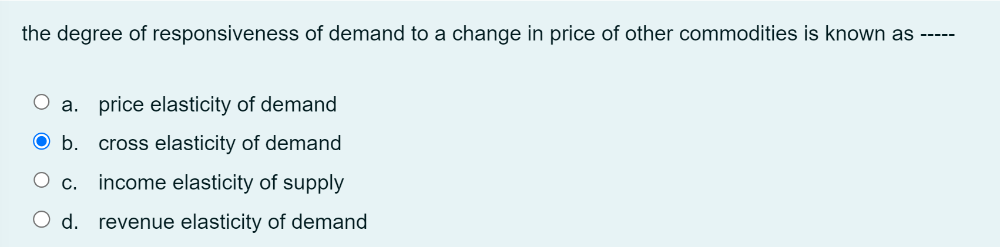 the degree of responsiveness of demand to a change in price of other commodities is known as -----
a. price elasticity of demand
b. cross elasticity of demand
c. income elasticity of supply
d. revenue elasticity of demand